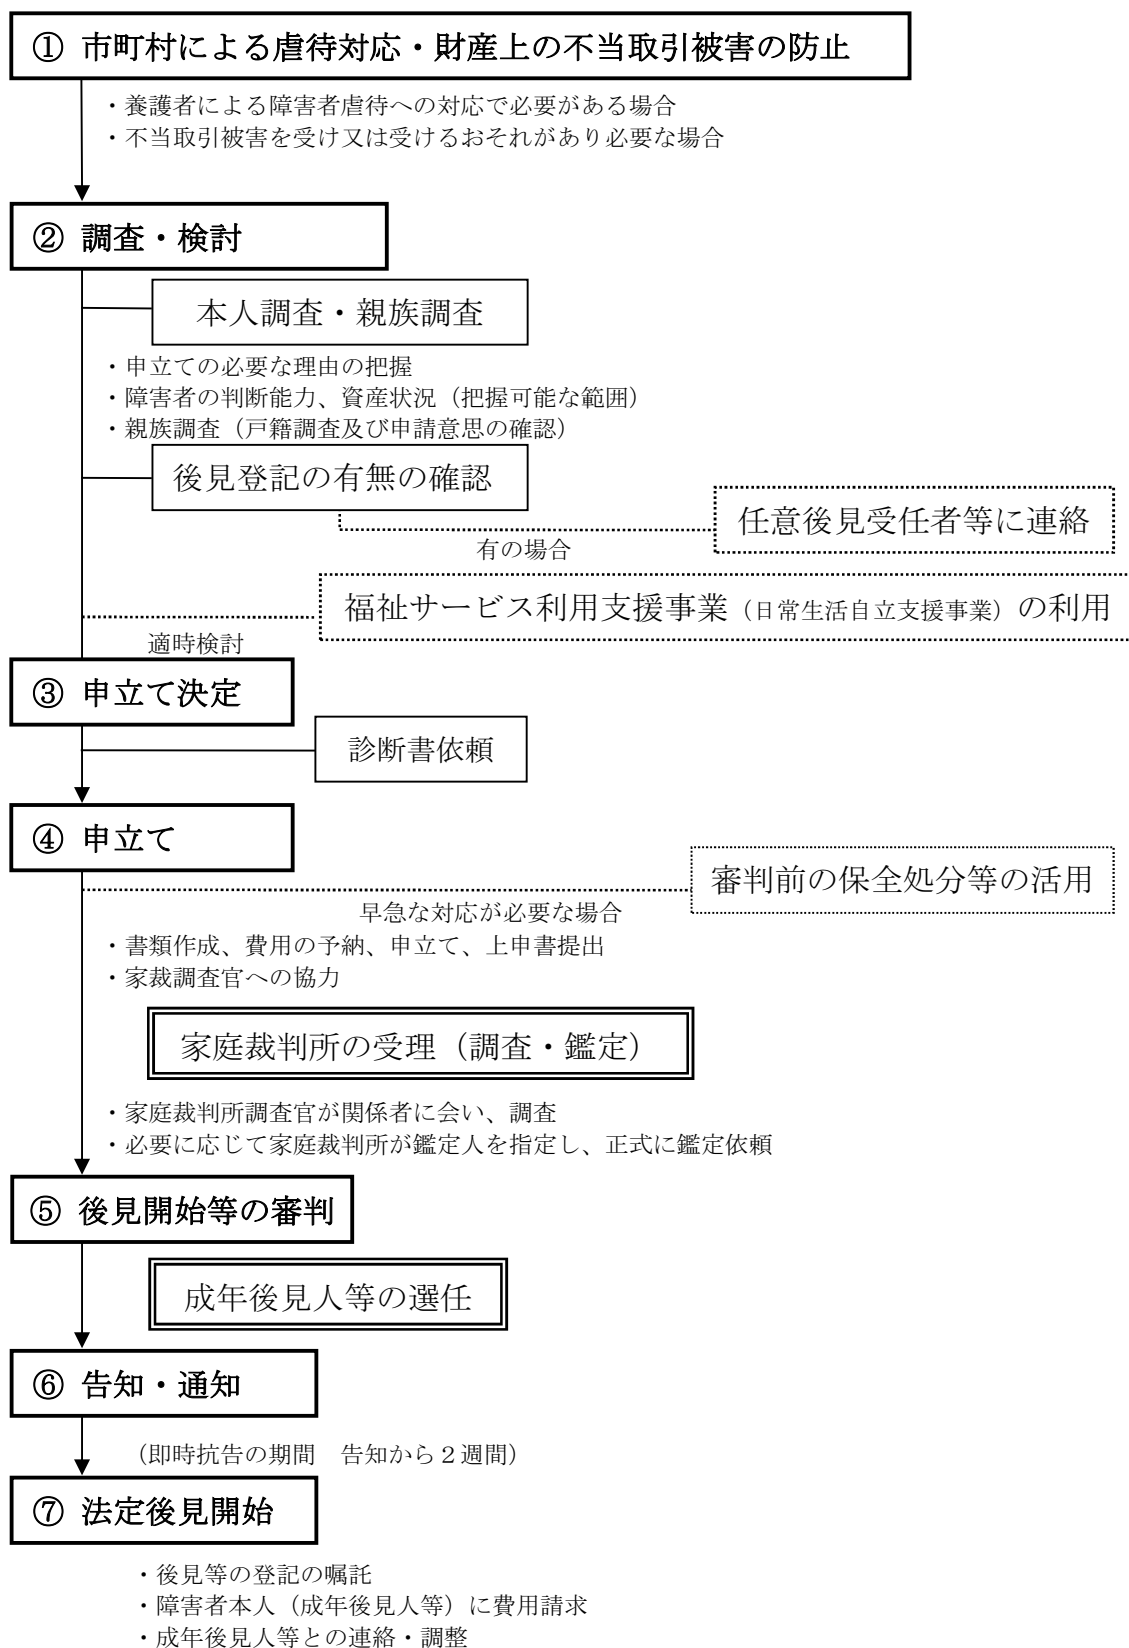 ① 市町村による虐待対応・財産上の不当取引被害の防止
・養護者による障害者虐待への対応で必要がある場合
・不当取引被害を受け又は受けるおそれがあり必要な場合
② 調査・検討
本人調査・親族調査
・申立ての必要な理由の把握
・障害者の判断能力、資産状況（把握可能な範囲）
・親族調査（戸籍調査及び申請意思の確認）
後見登記の有無の確認
任意後見受任者等に連絡
有の場合
福祉サービス利用支援事業（日常生活自立支援事業）の利用
適時検討
③ 申立て決定
診断書依頼
④ 申立て
審判前の保全処分等の活用
早急な対応が必要な場合
・書類作成、費用の予納、申立て、上申書提出
・家裁調査官への協力
家庭裁判所の受理（調査・鑑定）
・家庭裁判所調査官が関係者に会い、調査
・必要に応じて家庭裁判所が鑑定人を指定し、正式に鑑定依頼
⑤ 後見開始等の審判
成年後見人等の選任
⑥ 告知・通知
（即時抗告の期間　告知から２週間）
⑦ 法定後見開始
・後見等の登記の嘱託
・障害者本人（成年後見人等）に費用請求
・成年後見人等との連絡・調整